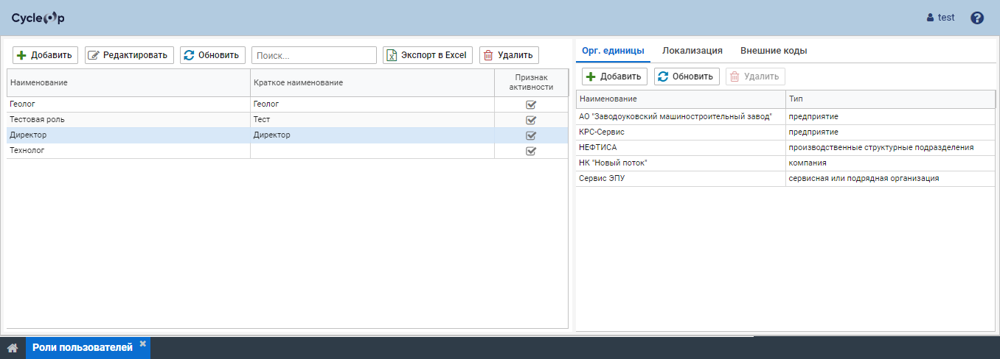 CycleOp
test
Добавить
Редактировать
Обновить
Поиск...
Экспорт в Excel
Удалить
Наименование
Краткое наименование
Признак
активности
Геолог
Геолог
Тестовая роль
Тест
Директор
Директор
Технолог
Орг. единицы
Локализация
Внешние коды
Добавить
Обновить
Удалить
Наименование
Тип
АО "Заводоуковский машиностроительный завод"
предприятие
КРС-Сервис
предприятие
НЕФТИСА
производственные структурные подразделения
НК "Новый поток"
компания
Сервис ЭПУ
сервисная или подрядная организация
Роли пользователей